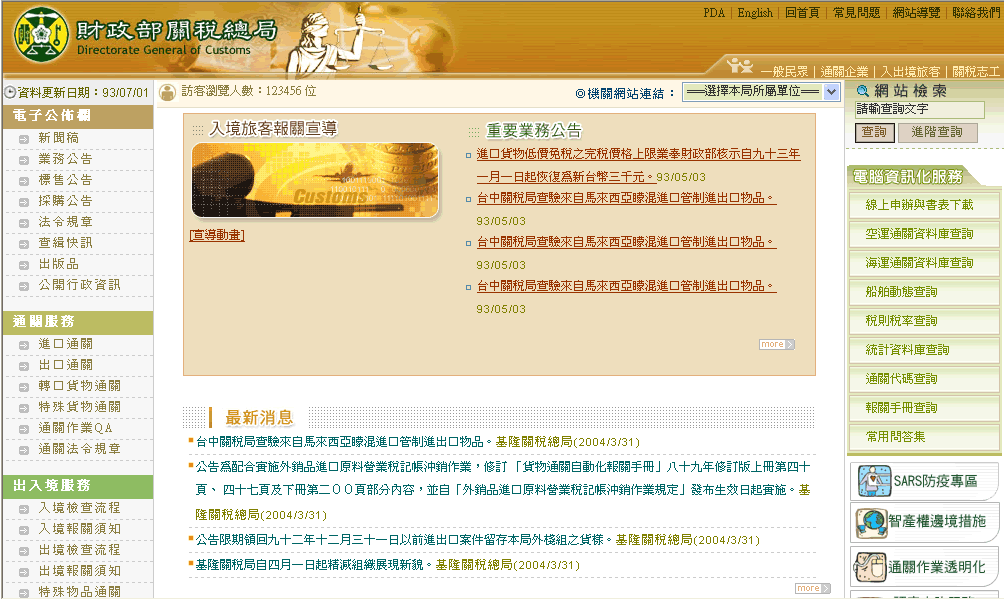 財政部關稅總局
Directorate General of Customs
PDA | English | 回首頁 | 常見問題 | 網站導覽 | 聯絡我們
一般民眾 | 通關企業 | 入出境旅客 | 關稅志工
資料更新日期：93/07/01
訪客瀏覽人數：123456 位
◎機關網站連結：
══選擇本局所屬單位══
電子公佈欄
新聞稿
業務公告
標售公告
採購公告
法令規章
查緝快訊
出版品
公開行政資訊
通關服務
進口通關
出口通關
轉口貨物通關
特殊貨物通關
通關作業QA
通關法令規章
出入境服務
入境檢查流程
入境報關須知
出境檢查流程
出境報關須知
特殊物品通關
入境旅客報關宣導
Customs
[宣導動畫]
重要業務公告
進口貨物低價免稅之完稅價格上限業奉財政部核示自九十三年
一月一日起恢復為新台幣三千元。93/05/03
台中關稅局查驗來自馬來西亞矇混進口管制進出口物品。
93/05/03
台中關稅局查驗來自馬來西亞矇混進口管制進出口物品。
93/05/03
台中關稅局查驗來自馬來西亞矇混進口管制進出口物品。
93/05/03
more
最新消息
台中關稅局查驗來自馬來西亞矇混進口管制進出口物品。基隆關稅總局(2004/3/31)
公告為配合實施外銷品進口原料營業稅記帳沖銷作業，修訂「貨物通關自動化報關手冊」八十九年修訂版上冊第四十
頁、四十七頁及下冊第二００頁部分內容，並自「外銷品進口原料營業稅記帳沖銷作業規定」發布生效日起實施。基
隆關稅總局(2004/3/31)
公告限期領回九十二年十二月三十一日以前進出口案件留存本局外棧組之貨樣。基隆關稅總局(2004/3/31)
基隆關稅局自四月一日起精減組織展現新貌。基隆關稅總局(2004/3/31)
more
網站檢索
請輸查詢文字
查詢
進階查詢
電腦資訊化服務
線上申辦與書表下載
空運通關資料庫查詢
海運通關資料庫查詢
船舶動態查詢
稅則稅率查詢
統計資料庫查詢
通關代碼查詢
報關手冊查詢
常用問答集
SARS防疫專區
智產權邊境措施
通關作業透明化